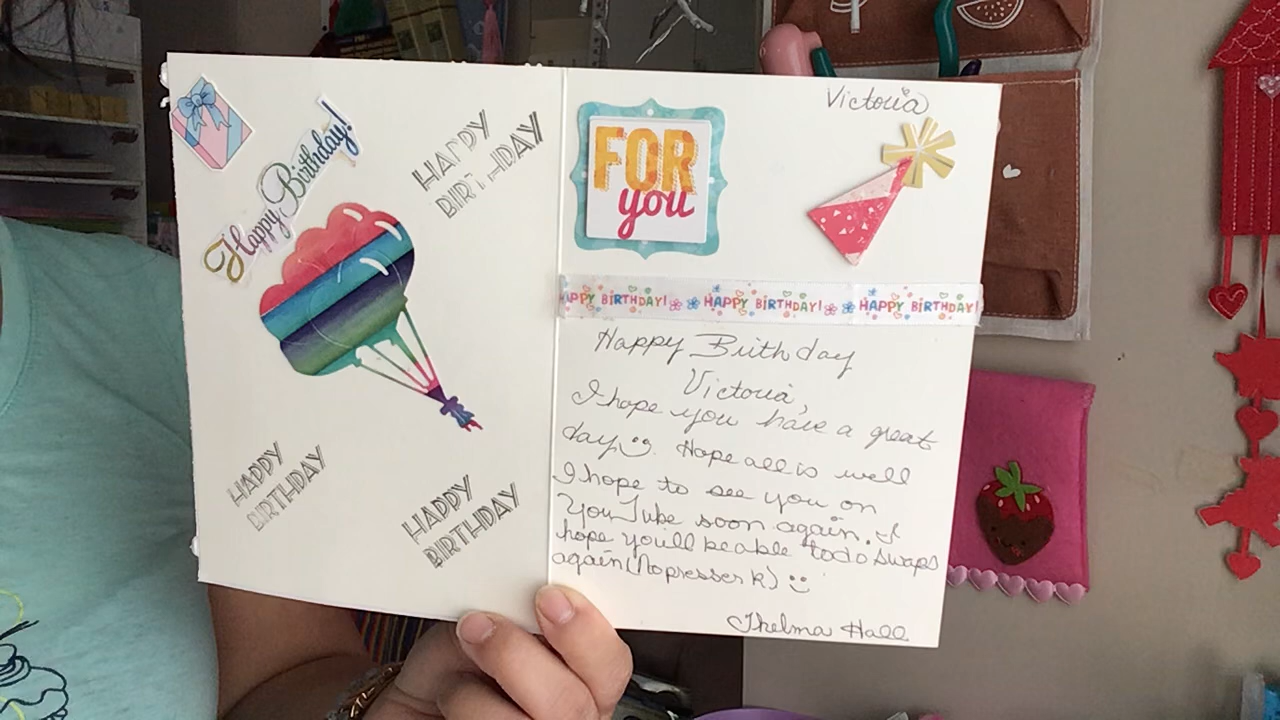 Happy Birthday!
HAPPY
BIRTHDAY
HAPPY
BIRTHDAY
HAPPY
BIRTHDAY
Victoria
FOR
you
HAPPY BIRTHDAY! HAPPY BIRTHDAY! HAPPY BIRTHDAY!
Happy Birthday
Victoria,
I hope you have a great
day. Hope all is well
I hope to see you on
YouTube soon again. I
hope you'll be able to do swaps
again (No presser k)
Thelma Hall